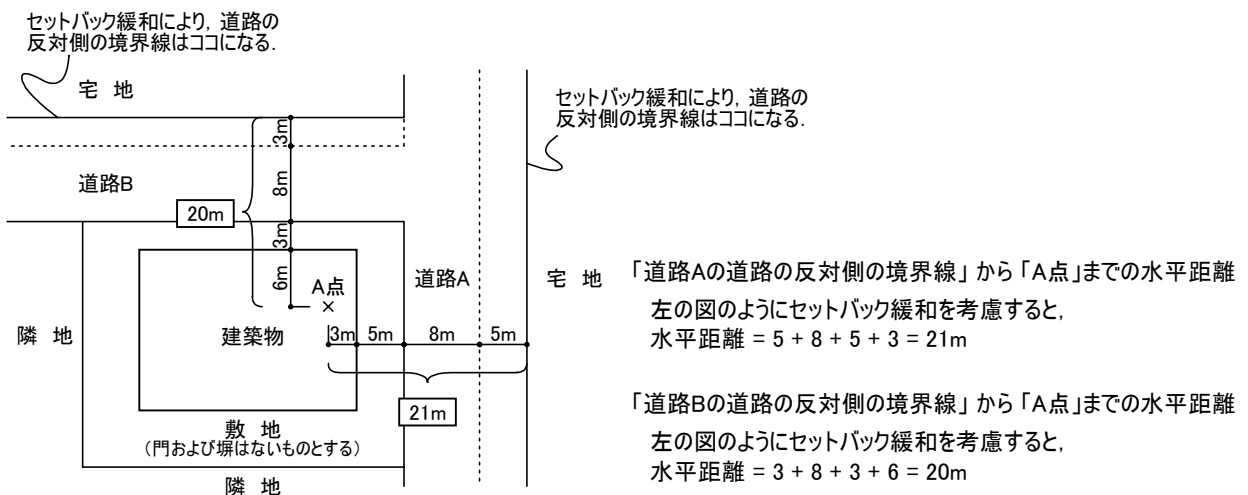 セットバック緩和により, 道路の
反対側の境界線はココになる.
宅 地
セットバック緩和により, 道路の
反対側の境界線はココになる.
3m
道路B
8m
20m
3m
6m
A点
道路A
宅 地
隣 地
建築物
3m
5m
8m
5m
21m
敷 地
(門および塀はないものとする)
隣 地
「道路Aの道路の反対側の境界線」から「A点」までの水平距離
左の図のようにセットバック緩和を考慮すると,
水平距離 = 5 + 8 + 5 + 3 = 21m
「道路Bの道路の反対側の境界線」から「A点」までの水平距離
左の図のようにセットバック緩和を考慮すると,
水平距離 = 3 + 8 + 3 + 6 = 20m